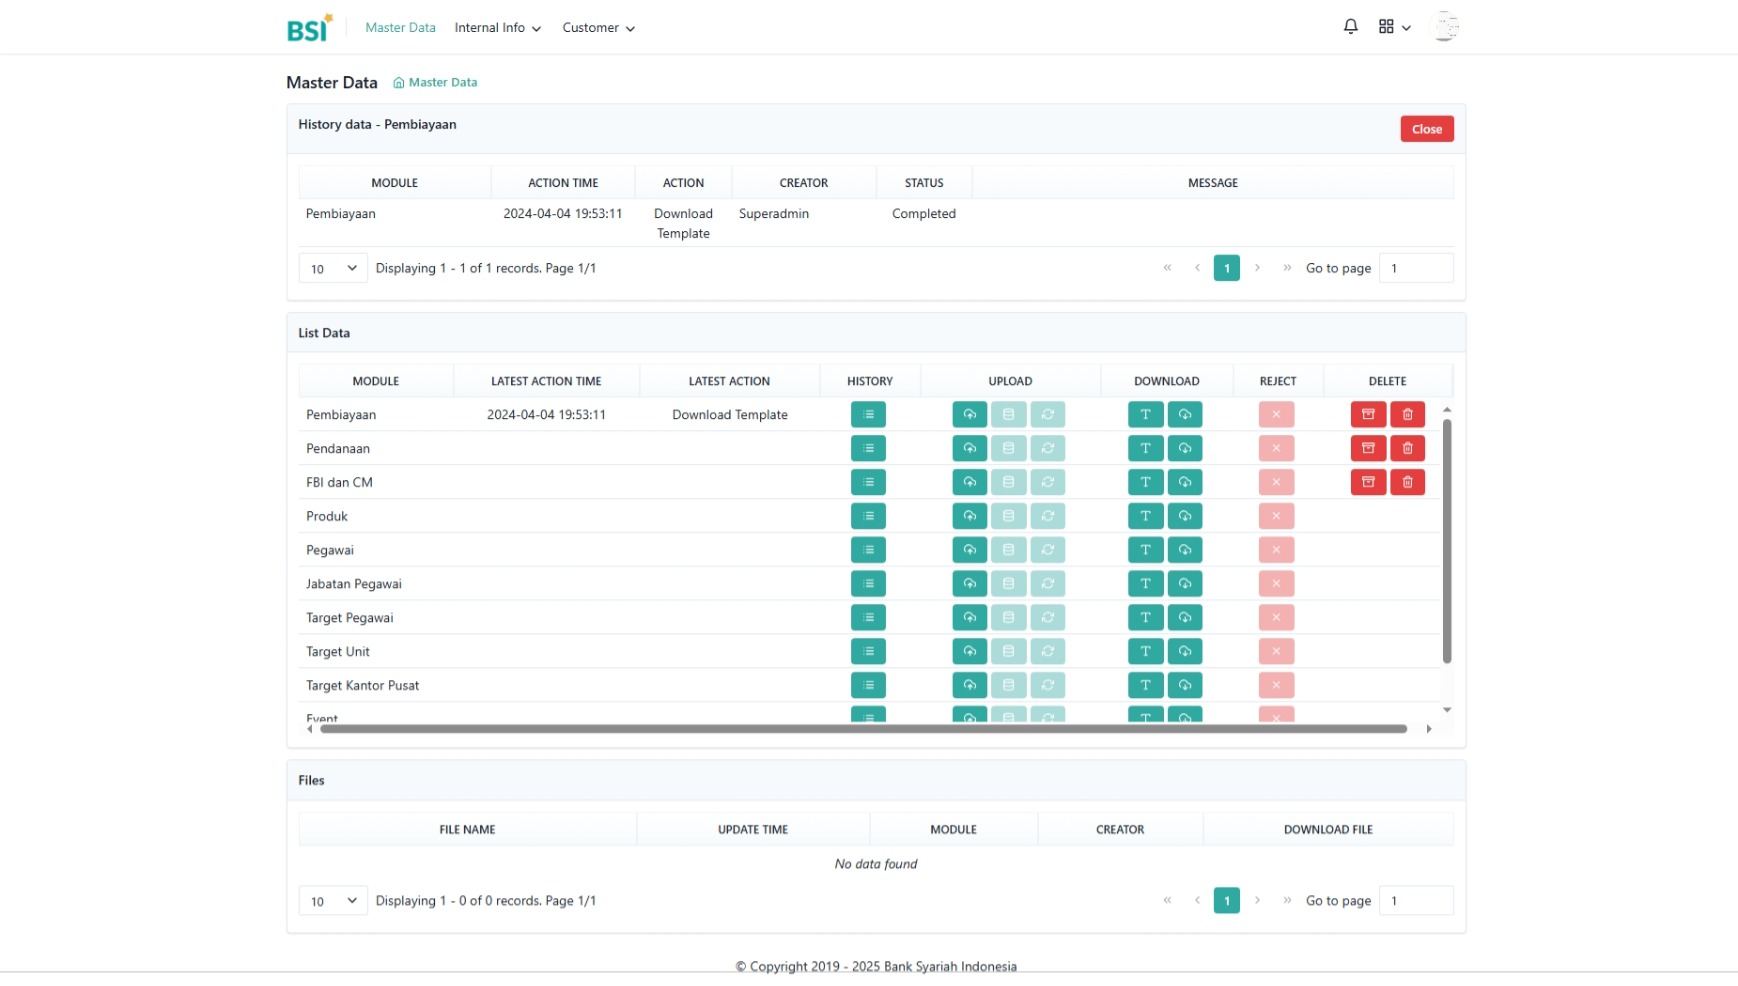 BSI Master Data Internal Info Customer
Master Data Master Data
History data - Pembiayaan Close
MODULE ACTION TIME ACTION CREATOR STATUS MESSAGE
Pembiayaan 2024-04-04 19:53:11 Download Superadmin Completed
Template
10 Displaying 1 - 1 of 1 records. Page 1/1 « ‹ 1 › » Go to page 1
List Data
MODULE LATEST ACTION TIME LATEST ACTION HISTORY UPLOAD DOWNLOAD REJECT DELETE
Pembiayaan 2024-04-04 19:53:11 Download Template
Pendanaan
FBI dan CM
Produk
Pegawai
Jabatan Pegawai
Target Pegawai
Target Unit
Target Kantor Pusat
Event
Files
FILE NAME UPDATE TIME MODULE CREATOR DOWNLOAD FILE
No data found
10 Displaying 1 - 0 of 0 records. Page 1/1 « ‹ 1 › » Go to page 1
© Copyright 2019 - 2025 Bank Syariah Indonesia